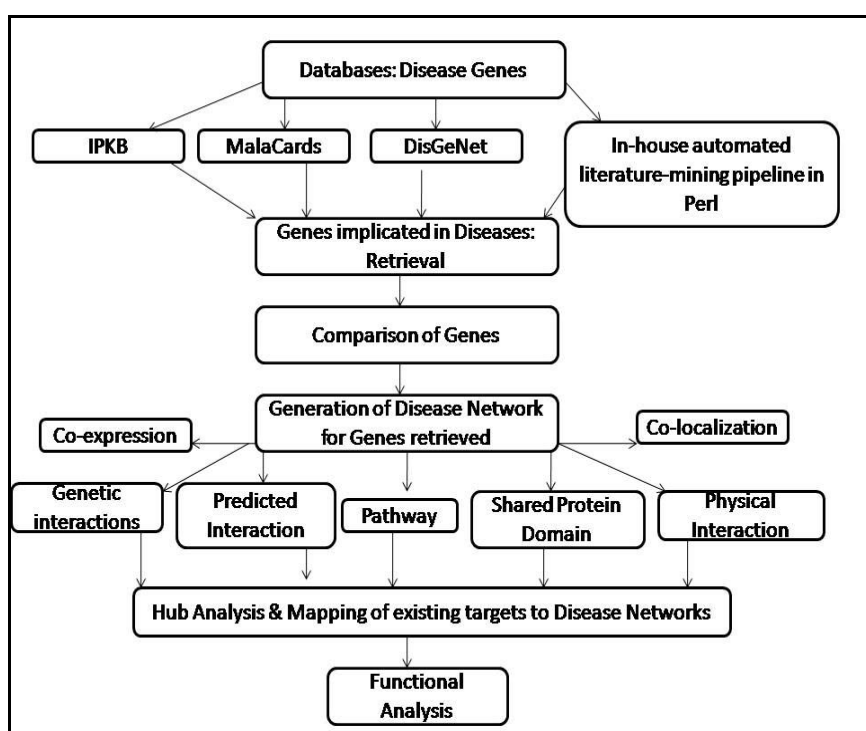 Databases: Disease Genes
IPKB
MalaCards
DisGeNet
In-house automated
literature-mining pipeline in
Perl
Genes implicated in Diseases:
Retrieval
Comparison of Genes
Generation of Disease Network
for Genes retrieved
Co-expression
Co-localization
Genetic
interactions
Predicted
Interaction
Pathway
Shared Protein
Domain
Physical
Interaction
Hub Analysis & Mapping of existing targets to Disease Networks
Functional
Analysis